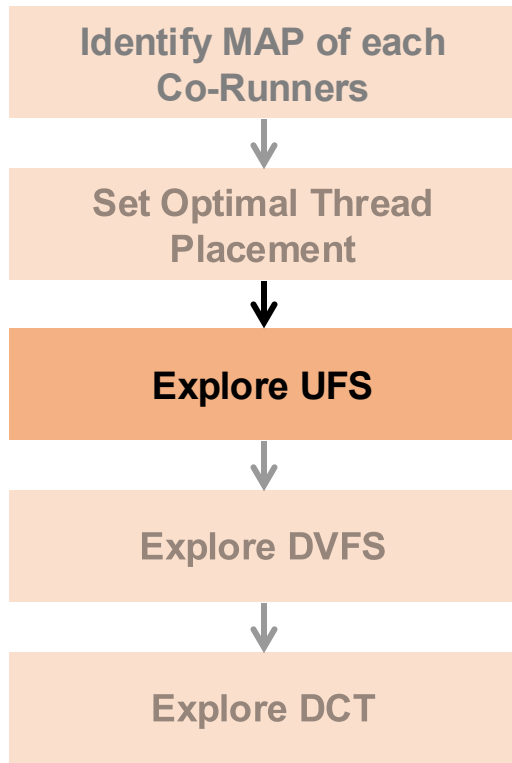 Identify MAP of each
Co-Runners
Set Optimal Thread
Placement
Explore UFS
Explore DVFS
Explore DCT